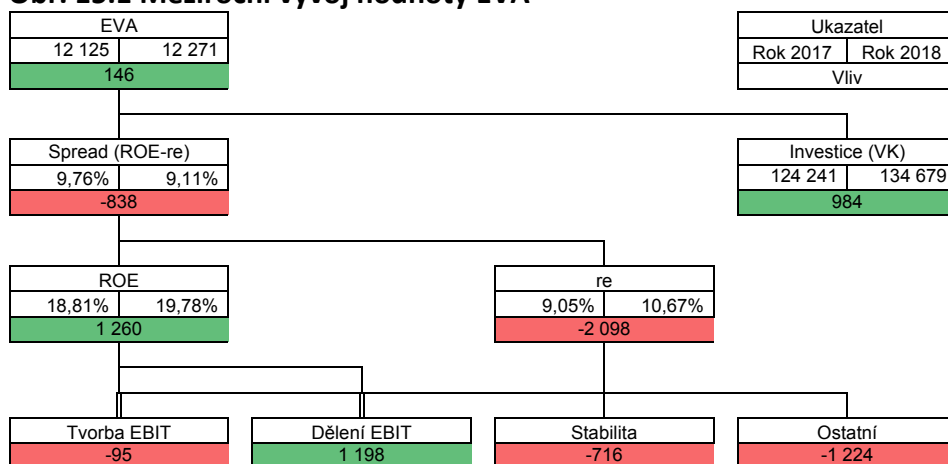 EVA
12 125 12 271
146
Ukazatel
Rok 2017 Rok 2018
Vliv
Spread (ROE-re)
9,76% 9,11%
-838
Investice (VK)
124 241 134 679
984
ROE
18,81% 19,78%
1 260
re
9,05% 10,67%
-2 098
Tvorba EBIT
-95
Dělení EBIT
1 198
Stabilita
-716
Ostatní
-1 224